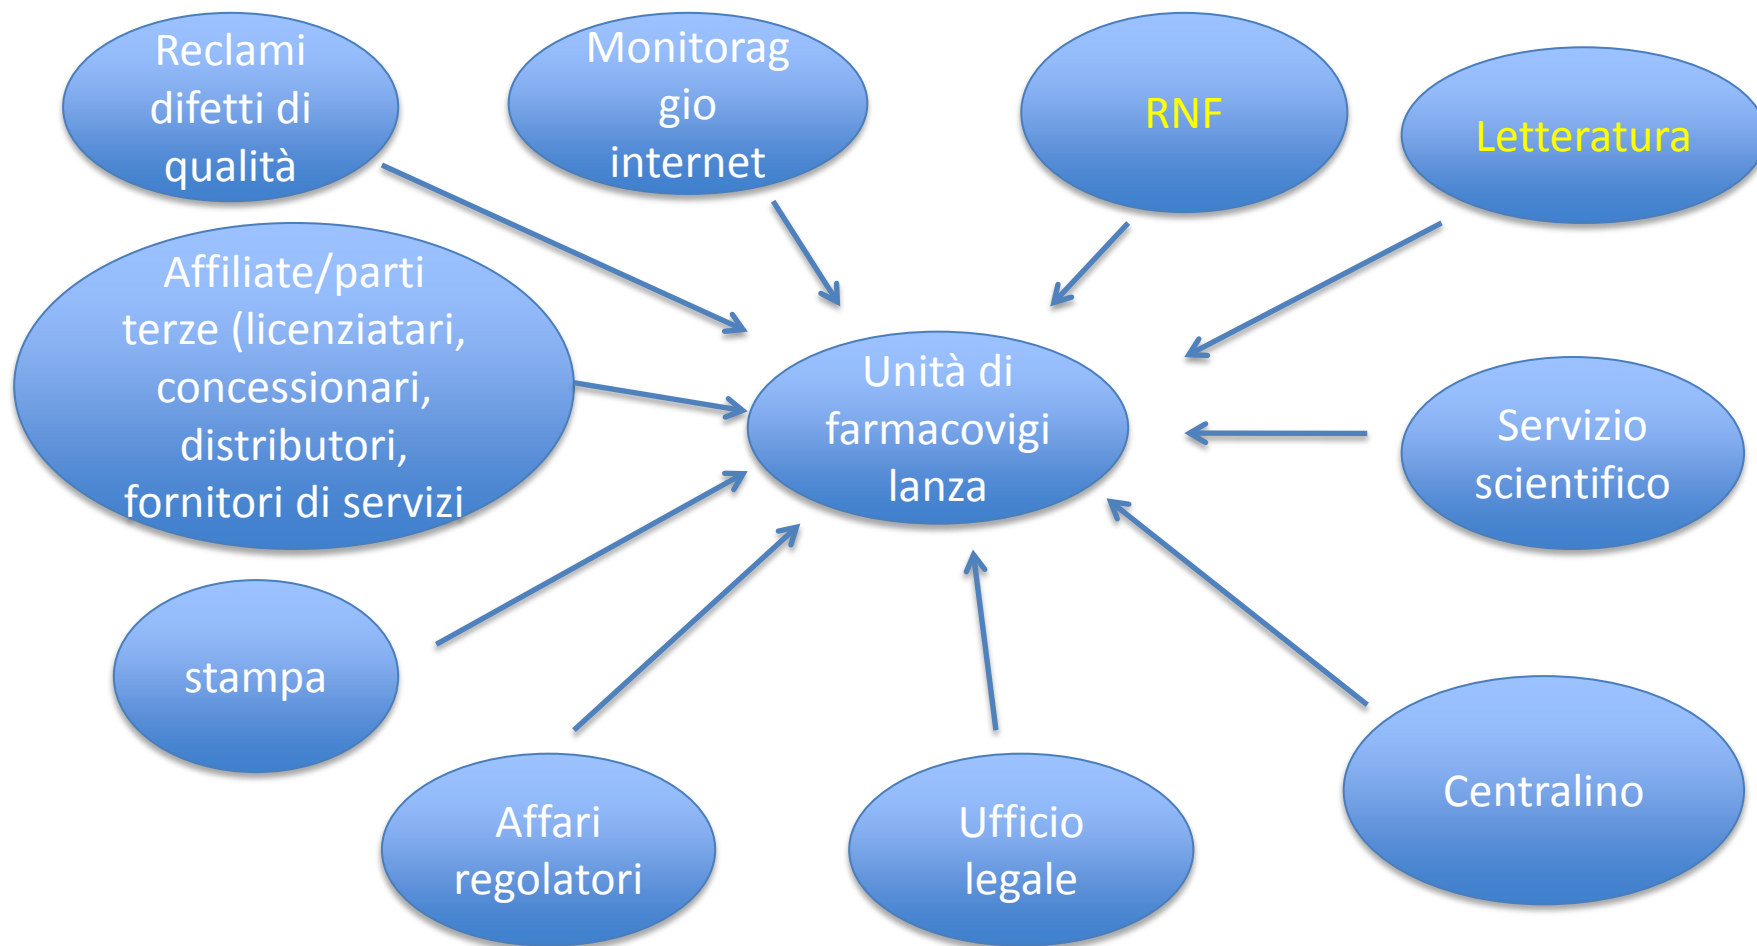 Reclami
difetti di
qualità
Monitorag
gio
internet
RNF
Letteratura
Affiliate/parti
terze (licenziatari,
concessionari,
distributori,
fornitori di servizi
Unità di
farmacovigi
lanza
Servizio
scientifico
stampa
Centralino
Affari
regolatori
Ufficio
legale